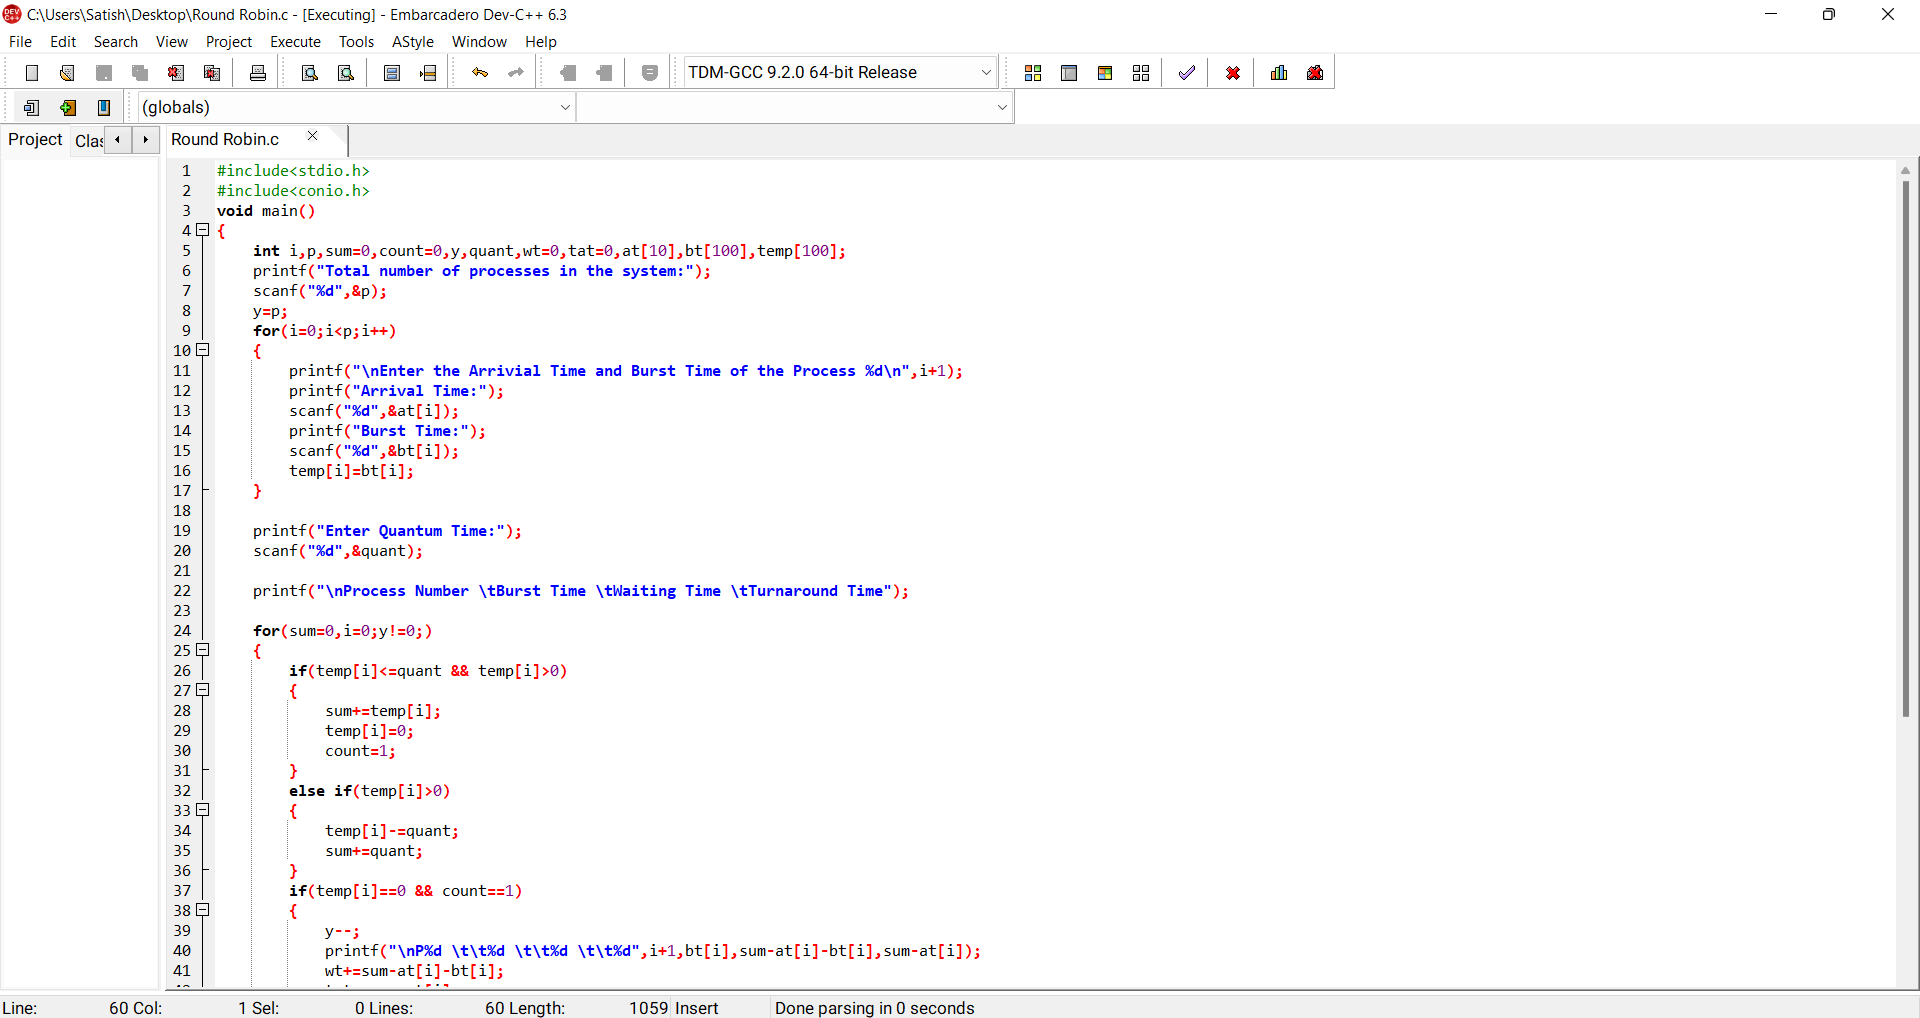 C:\Users\Satish\Desktop\Round Robin.c - [Executing] - Embarcadero Dev-C++ 6.3
File Edit Search View Project Execute Tools AStyle Window Help
TDM-GCC 9.2.0 64-bit Release
(globals)
Project Clas Round Robin.c
1 #include<stdio.h>
2 #include<conio.h>
3 void main()
4 {
5 int i,p,sum=0,count=0,y,quant,wt=0,tat=0,at[10],bt[100],temp[100];
6 printf("Total number of processes in the system:");
7 scanf("%d",&p);
8 y=p;
9 for(i=0;i<p;i++)
10 {
11 printf("\nEnter the Arrivial Time and Burst Time of the Process %d\n",i+1);
12 printf("Arrival Time:");
13 scanf("%d",&at[i]);
14 printf("Burst Time:");
15 scanf("%d",&bt[i]);
16 temp[i]=bt[i];
17 }
18
19 printf("Enter Quantum Time:");
20 scanf("%d",&quant);
21
22 printf("\nProcess Number \tBurst Time \tWaiting Time \tTurnaround Time");
23
24 for(sum=0,i=0;y!=0;)
25 {
26 if(temp[i]<=quant && temp[i]>0)
27 {
28 sum+=temp[i];
29 temp[i]=0;
30 count=1;
31 }
32 else if(temp[i]>0)
33 {
34 temp[i]-=quant;
35 sum+=quant;
36 }
37 if(temp[i]==0 && count==1)
38 {
39 y--;
40 printf("\nP%d \t\t%d \t\t%d \t\t%d",i+1,bt[i],sum-at[i]-bt[i],sum-at[i]);
41 wt+=sum-at[i]-bt[i];
Line: 60 Col: 1 Sel: 0 Lines: 60 Length: 1059 Insert Done parsing in 0 seconds